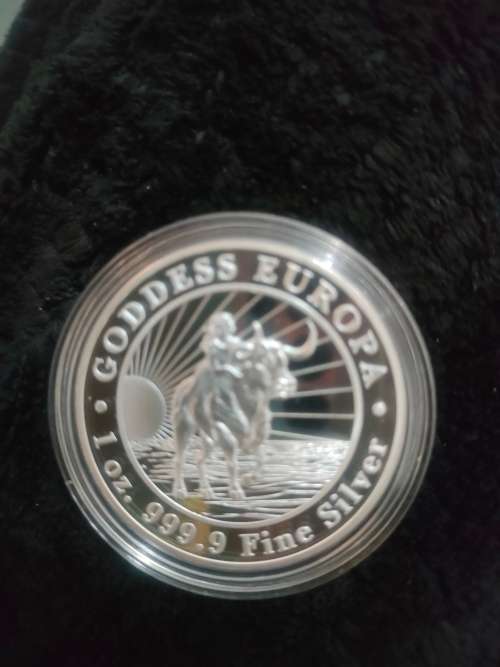 • GODDESS EUROPA •
1 oz. 999.9 Fine Silver